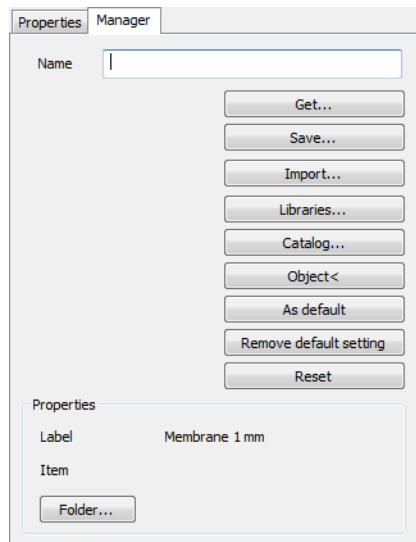 Properties Manager
Name
Get...
Save...
Import...
Libraries...
Catalog...
Object<
As default
Remove default setting
Reset
Properties
Label Membrane 1 mm
Item
Folder...